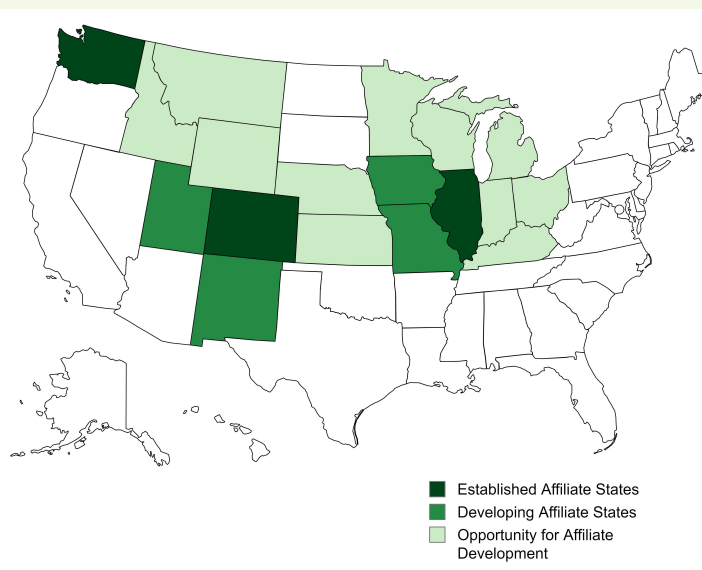 Established Affiliate States
Developing Affiliate States
Opportunity for Affiliate
Development